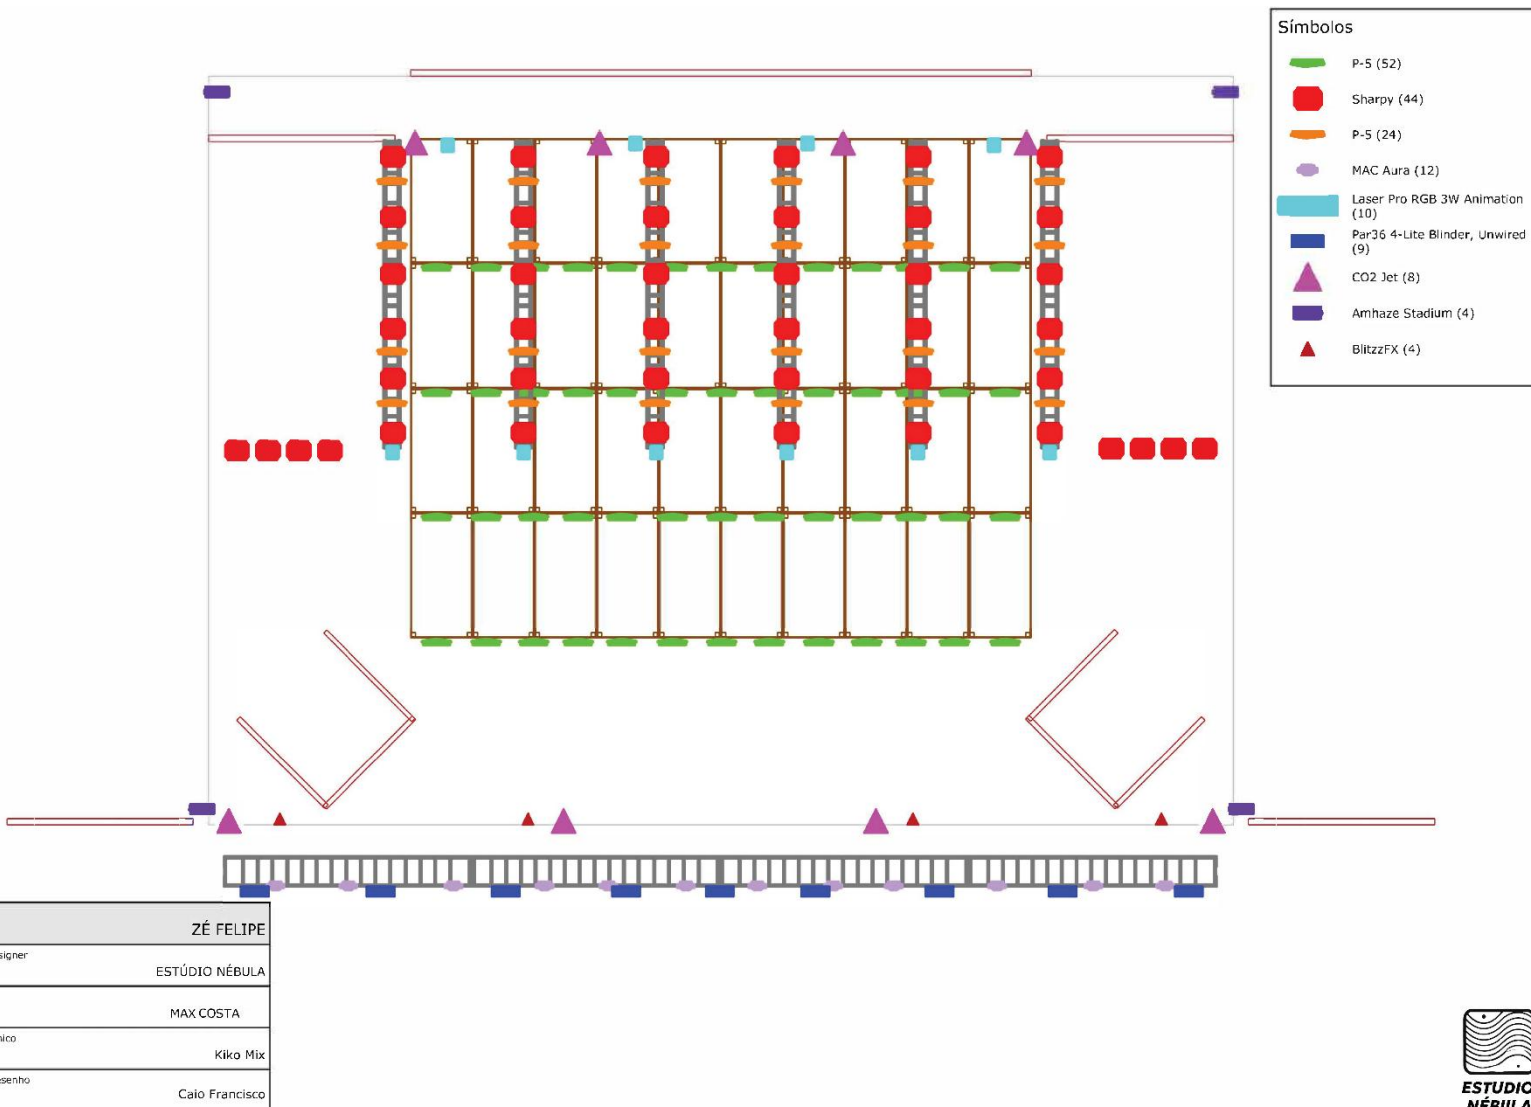 Símbolos
P-5 (52)
Sharpy (44)
P-5 (24)
MAC Aura (12)
Laser Pro RGB 3W Animation
(10)
Par36 4-Lite Blinder, Unwired
(9)
CO2 Jet (8)
Amhaze Stadium (4)
BlitzzFX (4)
ZÉ FELIPE
signer
ESTÚDIO NÉBULA
MAX COSTA
nico
Kiko Mix
esenho
Caio Francisco
ESTUDIO
NÉBULA